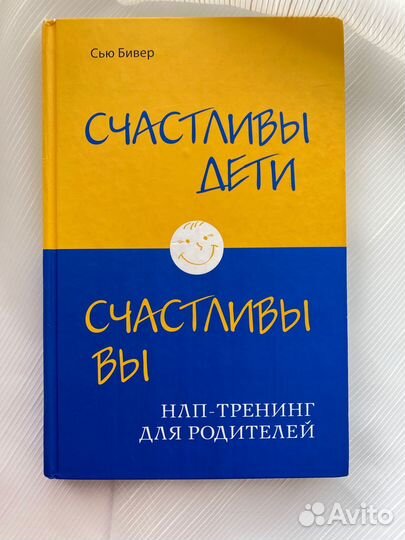 Сью Бивер
СЧАСТЛИВЫ
ДЕТИ
СЧАСТЛИВЫ
ВЫ
НЛП-ТРЕНИНГ
ДЛЯ РОДИТЕЛЕЙ
Avito